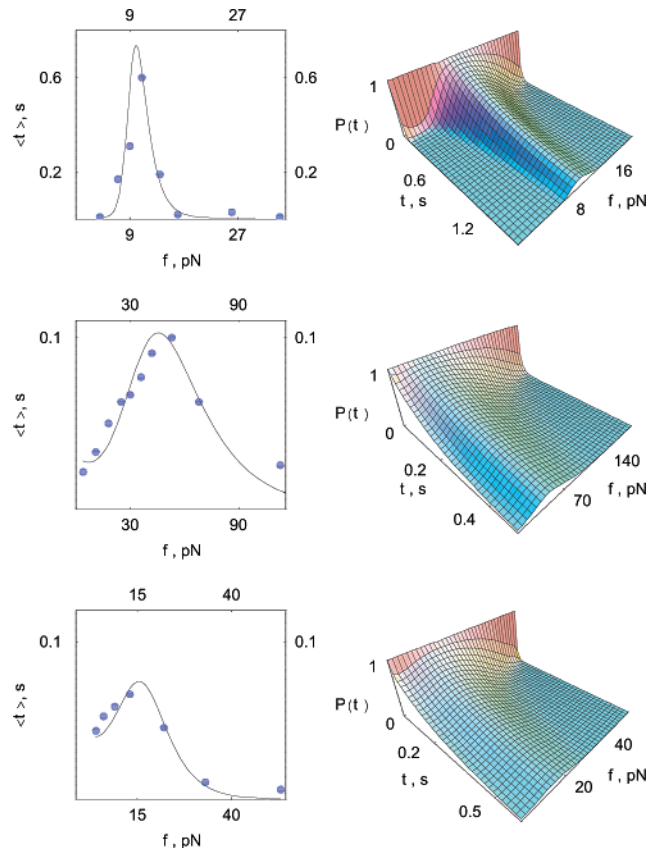 9 27
0.6 0.6
0.2 0.2
<t>, s
9 27
f , pN
1
P(t)
0
0.6
t , s
1.2
8
16
f , pN
30 90
0.1 0.1
<t>, s
30 90
f , pN
1
P(t)
0
0.2
t , s
0.4
70
140
f , pN
15 40
0.1 0.1
<t>, s
15 40
f , pN
1
P(t)
0
0.2
t , s
0.5
20
40
f , pN